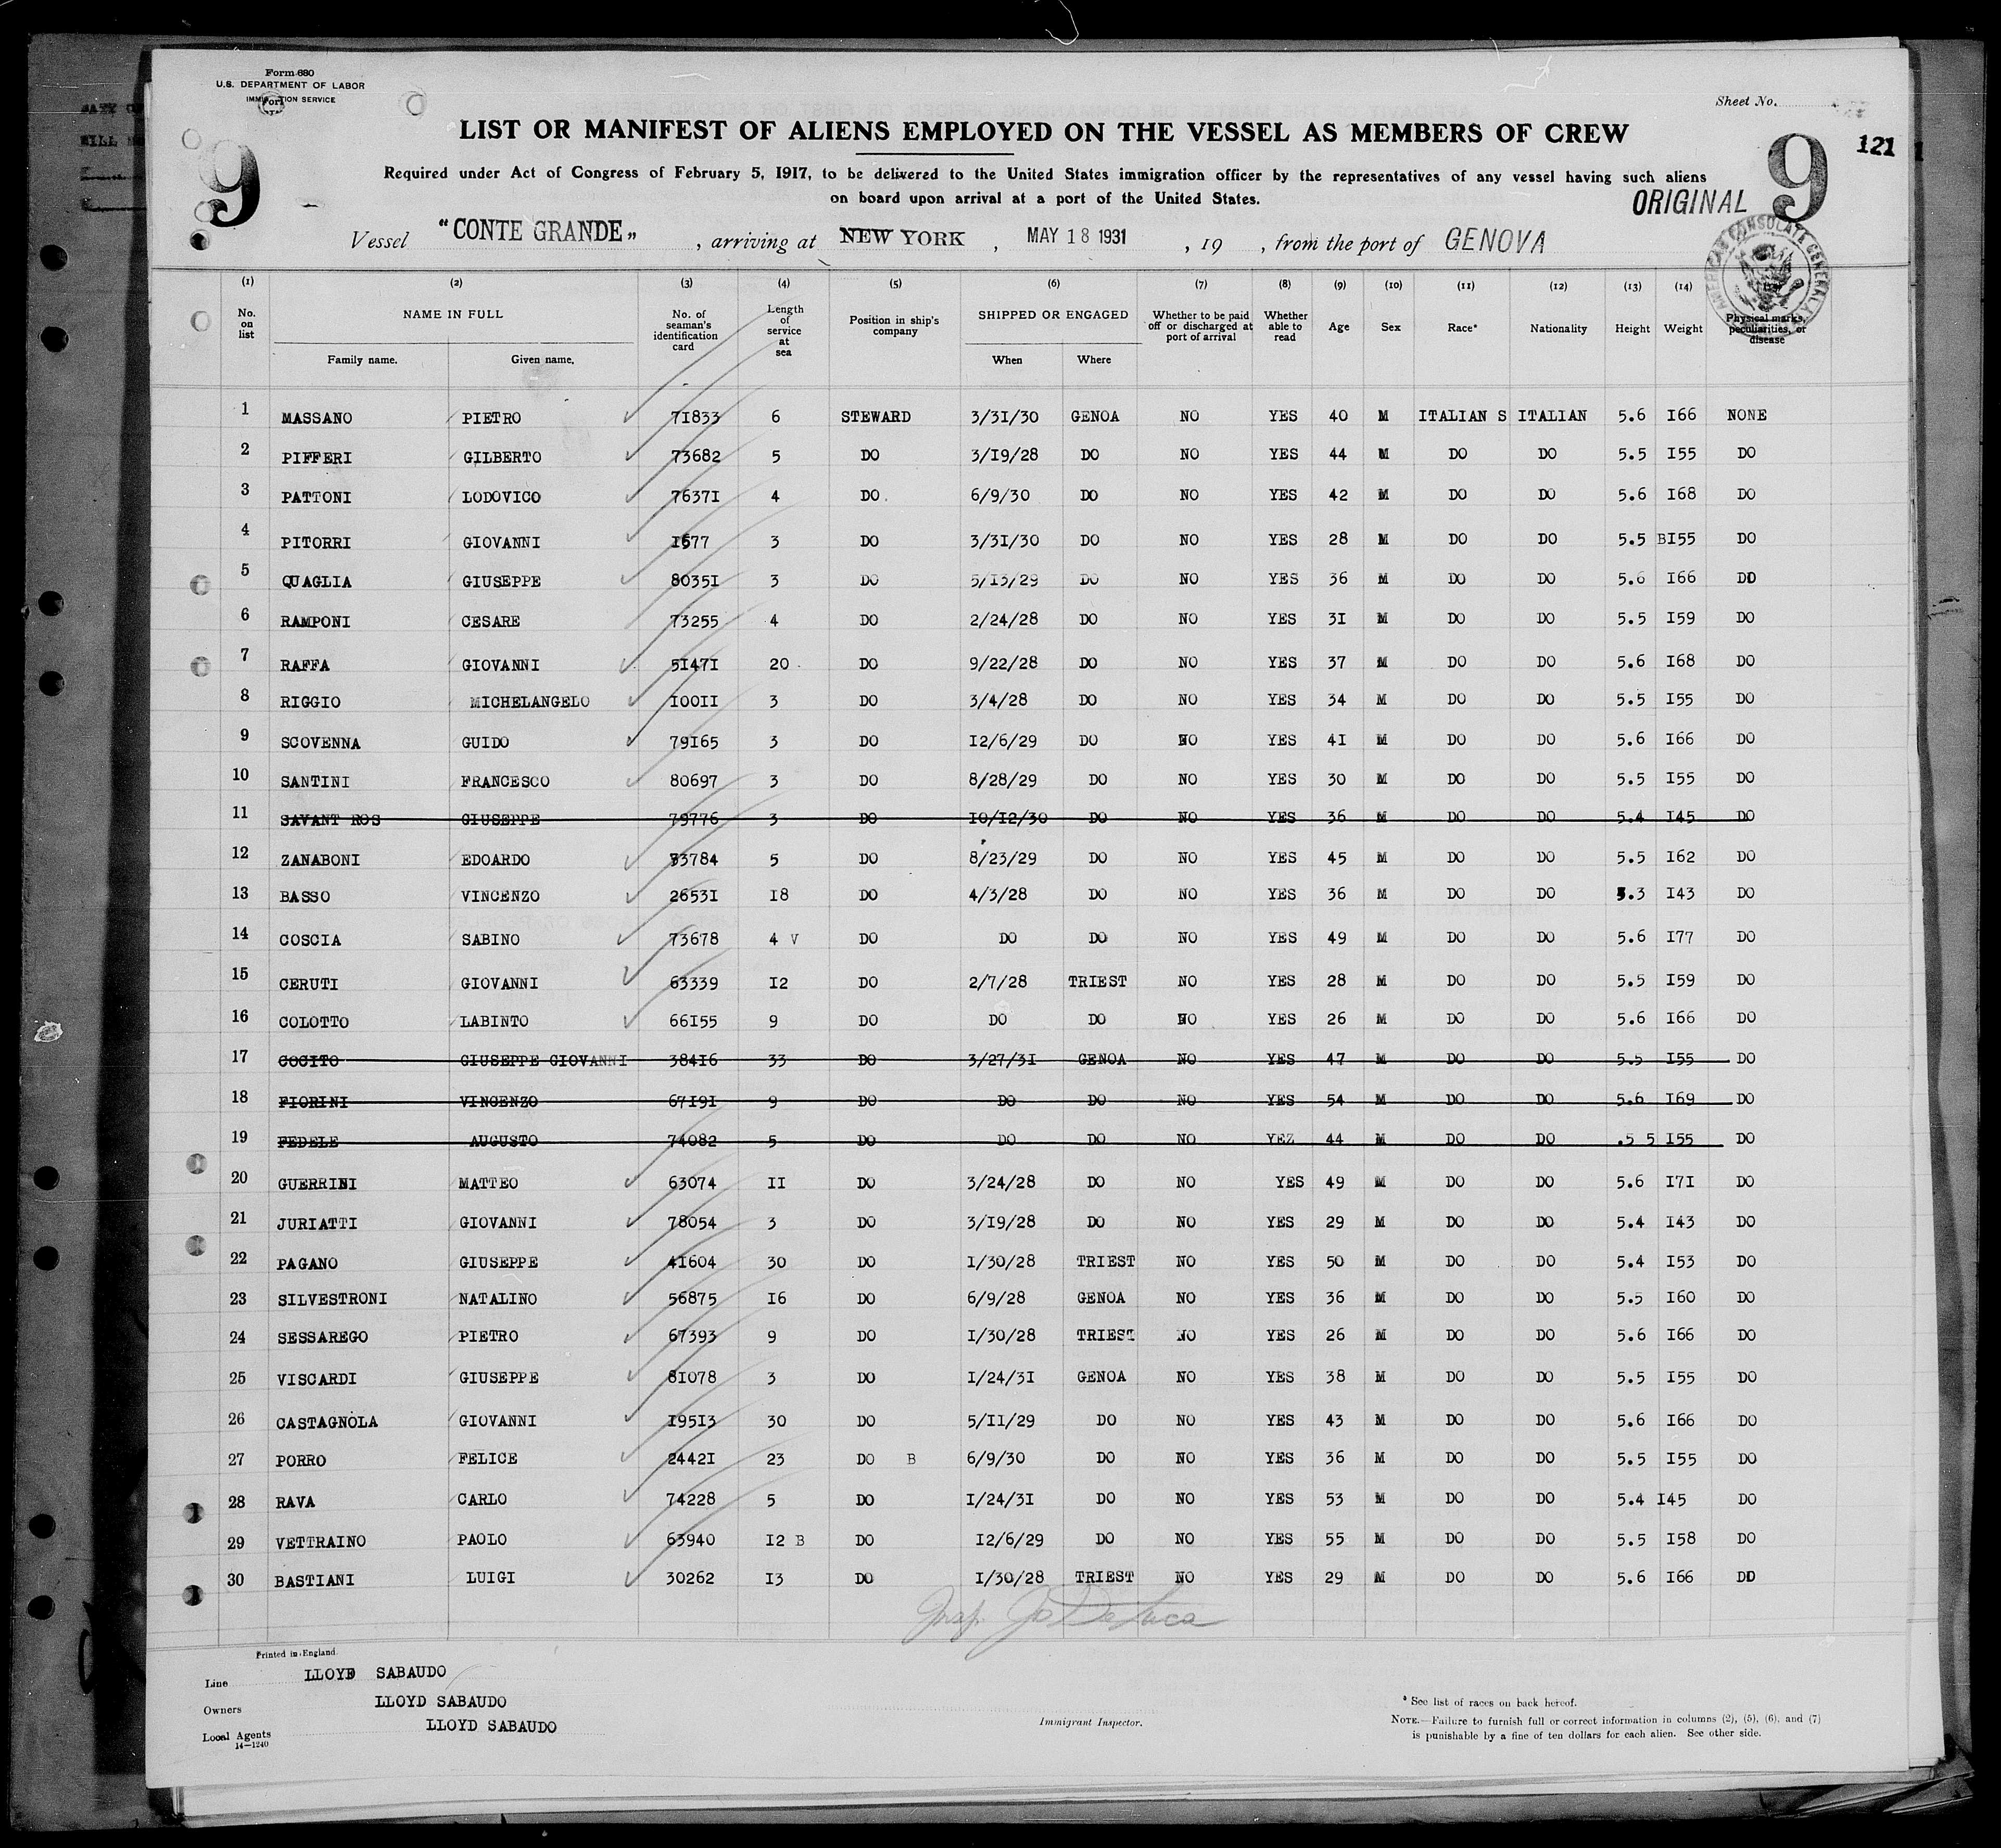 Form 680
U.S. DEPARTMENT OF LABOR
IMMIGRATION SERVICE
Sheet No.
9 LIST OR MANIFEST OF ALIENS EMPLOYED ON THE VESSEL AS MEMBERS OF CREW 9 121
Required under Act of Congress of February 5, 1917, to be delivered to the United States immigration officer by the representatives of any vessel having such aliens
on board upon arrival at a port of the United States.
ORIGINAL
Vessel "CONTE GRANDE", arriving at NEW YORK, MAY 18 1931, 19 , from the port of GENOVA
AMERICAN CONSULATE GENERAL
(1) (2) (3) (4) (5) (6) (7) (8) (9) (10) (11) (12) (13) (14)
No. on list NAME IN FULL Family name. Given name. No. of seaman's identification card Length of service at sea Position in ship's company SHIPPED OR ENGAGED When Where Whether to be paid off or discharged at port of arrival Whether able to read Age Sex Race* Nationality Height Weight Physical marks, peculiarities, or disease
1 MASSANO PIETRO 71833 6 STEWARD 3/31/30 GENOA NO YES 40 M ITALIAN S ITALIAN 5.6 166 NONE
2 PIFFERI GILBERTO 73682 5 DO 3/19/28 DO NO YES 44 M DO DO 5.5 155 DO
3 PATTONI LODOVICO 76371 4 DO. 6/9/30 DO NO YES 42 M DO DO 5.6 168 DO
4 PITORRI GIOVANNI 1677 3 DO 3/31/30 DO NO YES 28 M DO DO 5.5 B155 DO
5 QUAGLIA GIUSEPPE 80351 3 DO 5/13/29 DO NO YES 36 M DO DO 5.6 166 DD
6 RAMPONI CESARE 73255 4 DO 2/24/28 DO NO YES 31 M DO DO 5.5 159 DO
7 RAFFA GIOVANNI 51471 20 DO 9/22/28 DO NO YES 37 M DO DO 5.6 168 DO
8 RIGGIO MICHELANGELO 10011 3 DO 3/4/28 DO NO YES 34 M DO DO 5.5 155 DO
9 SCOVENNA GUIDO 79165 3 DO 12/6/29 DO NO YES 41 M DO DO 5.6 166 DO
10 SANTINI FRANCESCO 80697 3 DO 8/28/29 DO NO YES 30 M DO DO 5.5 155 DO
11 SAVANT ROS GIUSEPPE 79776 3 DO 10/12/30 DO NO YES 36 M DO DO 5.4 145 DO
12 ZANABONI EDOARDO 73784 5 DO 8/23/29 DO NO YES 45 M DO DO 5.5 162 DO
13 BASSO VINCENZO 26531 18 DO 4/3/28 DO NO YES 36 M DO DO 5.3 143 DO
14 COSCIA SABINO 73678 4 V DO DO DO NO YES 49 M DO DO 5.6 177 DO
15 CERUTI GIOVANNI 63339 12 DO 2/7/28 TRIEST NO YES 28 M DO DO 5.5 159 DO
16 COLOTTO LABINTO 66155 9 DO DO DO NO YES 26 M DO DO 5.6 166 DO
17 COCITO GIUSEPPE GIOVANNI 38416 33 DO 3/27/31 GENOA NO YES 47 M DO DO 5.5 155 DO
18 FIORINI VINCENZO 67191 9 DO DO DO NO YES 54 M DO DO 5.6 169 DO
19 FEDELE AUGUSTO 74082 5 DO DO DO NO YEZ 44 M DO DO .5 5 155 DO
20 GUERRINI MATTEO 63074 11 DO 3/24/28 DO NO YES 49 M DO DO 5.6 171 DO
21 JURIATTI GIOVANNI 78054 3 DO 3/19/28 DO NO YES 29 M DO DO 5.4 143 DO
22 PAGANO GIUSEPPE 41604 30 DO 1/30/28 TRIEST NO YES 50 M DO DO 5.4 153 DO
23 SILVESTRONI NATALINO 56875 16 DO 6/9/28 GENOA NO YES 36 M DO DO 5.5 160 DO
24 SESSAREGO PIETRO 67393 9 DO 1/30/28 TRIEST NO YES 26 M DO DO 5.6 166 DO
25 VISCARDI GIUSEPPE 81078 3 DO 1/24/31 GENOA NO YES 38 M DO DO 5.5 155 DO
26 CASTAGNOLA GIOVANNI 19513 30 DO 5/11/29 DO NO YES 43 M DO DO 5.6 166 DO
27 PORRO FELICE 24421 23 DO B 6/9/30 DO NO YES 36 M DO DO 5.5 155 DO
28 RAVA CARLO 74228 5 DO 1/24/31 DO NO YES 53 M DO DO 5.4 145 DO
29 VETTRAINO PAOLO 63940 12 B DO 12/6/29 DO NO YES 55 M DO DO 5.5 158 DO
30 BASTIANI LUIGI 30262 13 DO 1/30/28 TRIEST NO YES 29 M DO DO 5.6 166 DD
Printed in England
Line LLOYD SABAUDO
Owners LLOYD SABAUDO
Local Agents LLOYD SABAUDO
14—1240
Immigrant Inspector.
* See list of races on back hereof.
NOTE.—Failure to furnish full or correct information in columns (2), (5), (6), and (7)
is punishable by a fine of ten dollars for each alien. See other side.